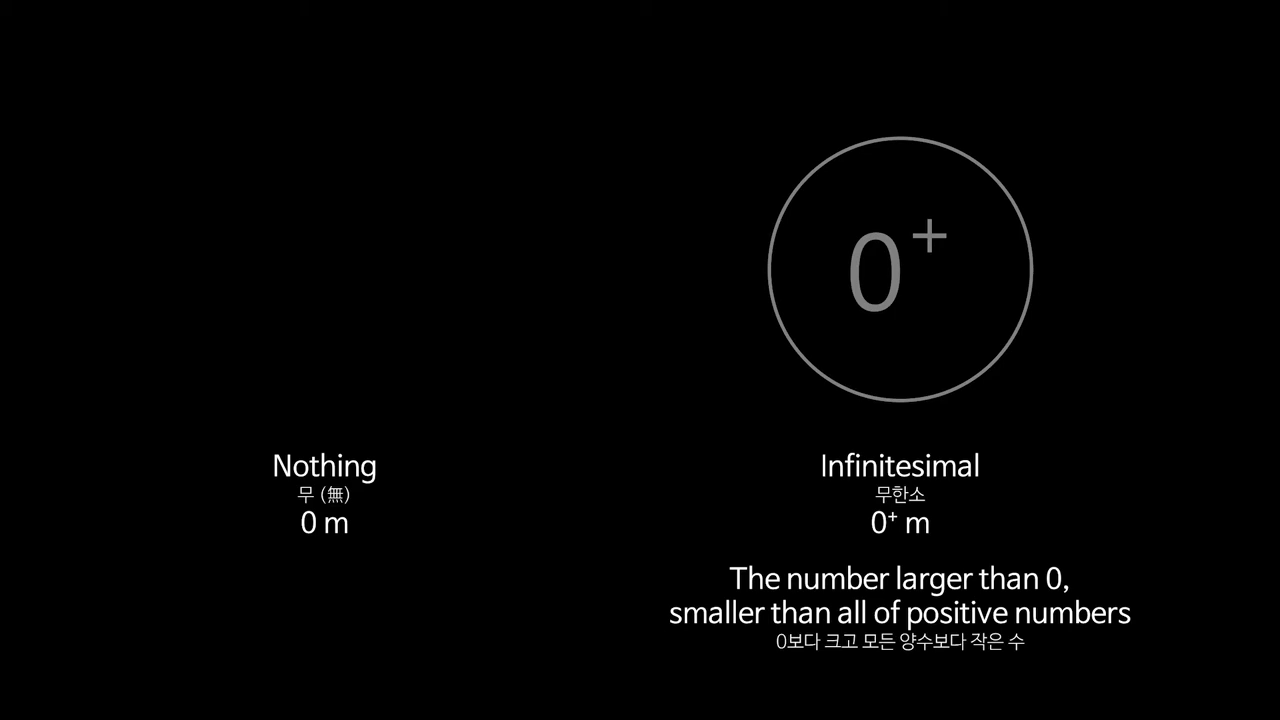 0⁺
Nothing
무 (無)
0 m
Infinitesimal
무한소
0⁺ m
The number larger than 0,
smaller than all of positive numbers
0보다 크고 모든 양수보다 작은 수